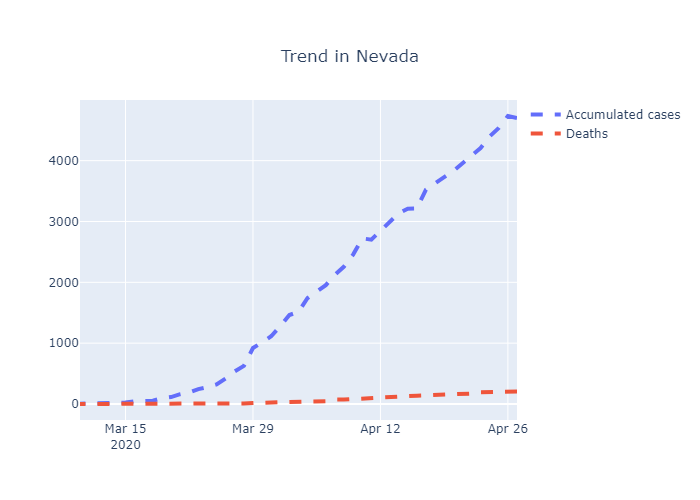 Trend in Nevada
Accumulated cases
Deaths
4000
3000
2000
1000
0
Mar 15
2020
Mar 29
Apr 12
Apr 26